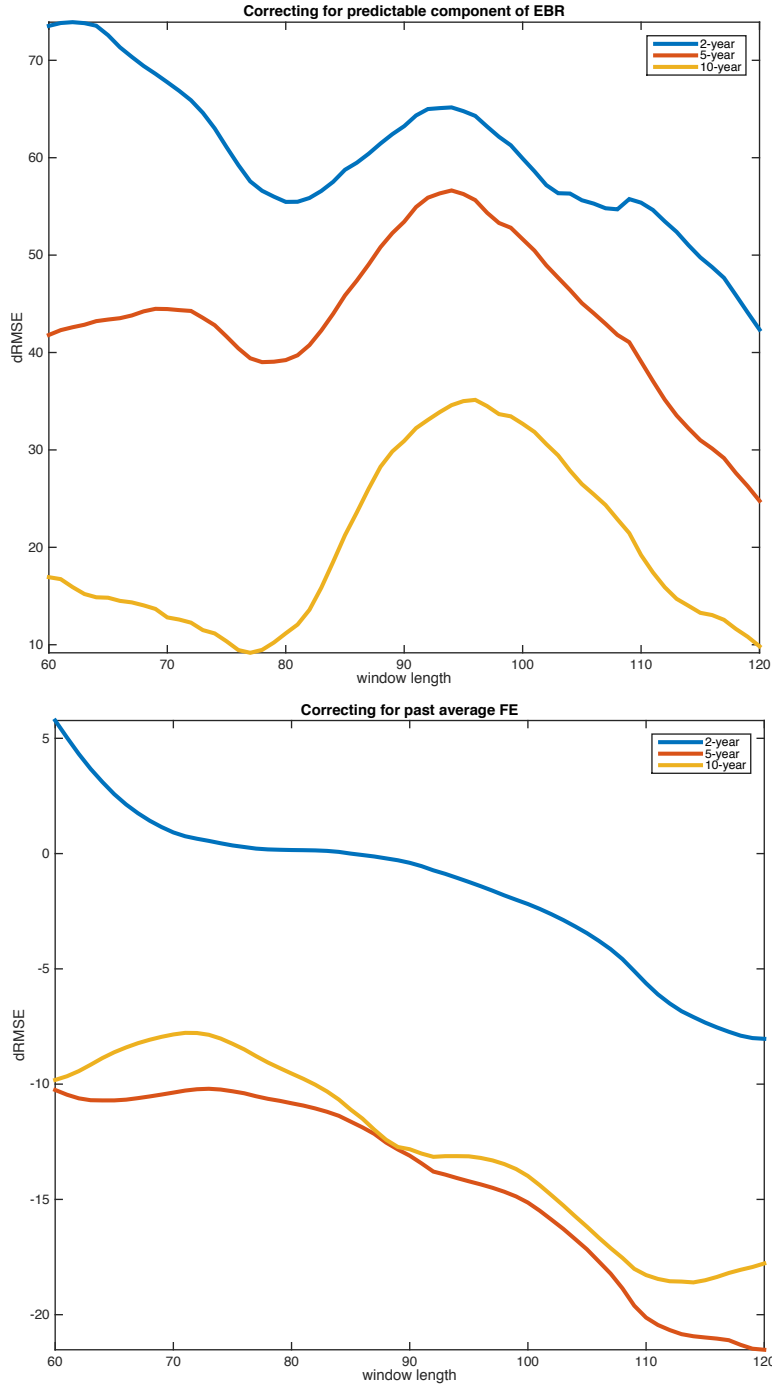 Correcting for predictable component of EBR
2-year
5-year
10-year
70
60
50
40
30
20
10
dRMSE
60 70 80 90 100 110 120
window length
Correcting for past average FE
2-year
5-year
10-year
5
0
-5
-10
-15
-20
dRMSE
60 70 80 90 100 110 120
window length